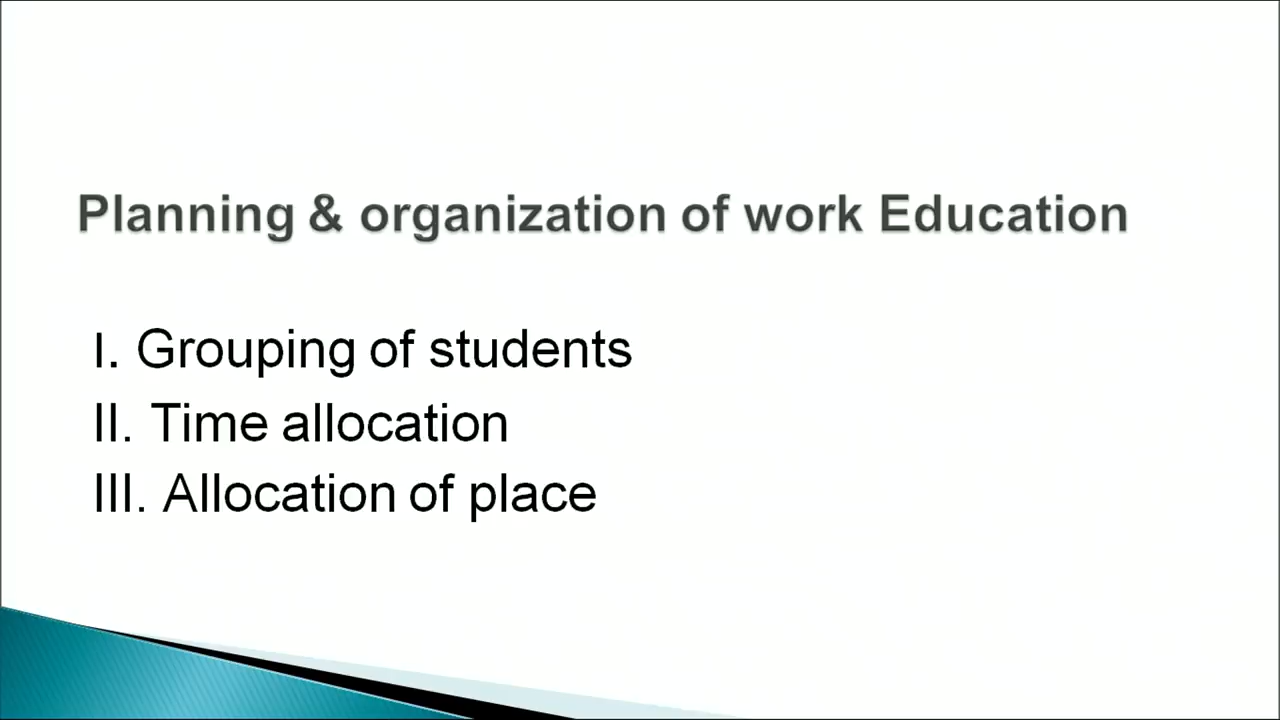 Planning & organization of work Education
I. Grouping of students
II. Time allocation
III. Allocation of place